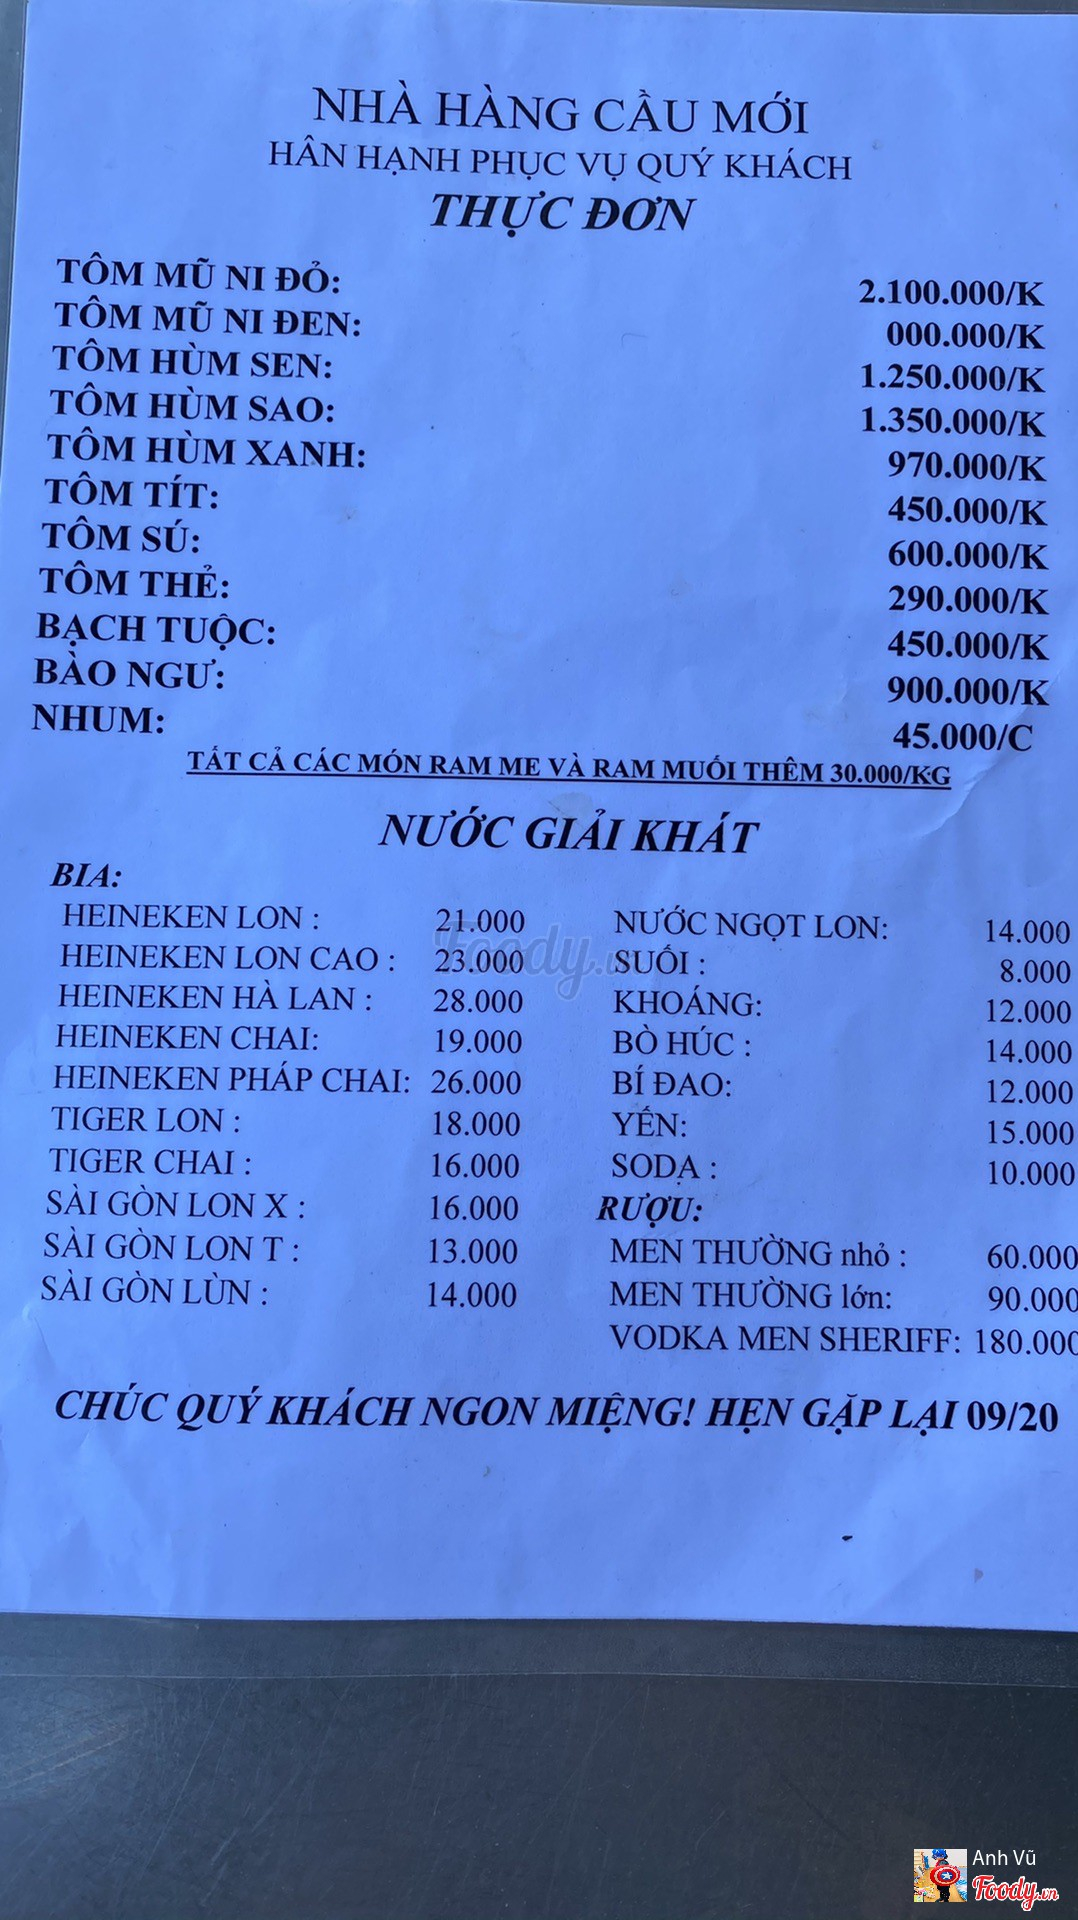 NHÀ HÀNG CẦU MỚI
HÂN HẠNH PHỤC VỤ QUÝ KHÁCH
THỰC ĐƠN
TÔM MŨ NI ĐỎ: 2.100.000/K
TÔM MŨ NI ĐEN: 000.000/K
TÔM HÙM SEN: 1.250.000/K
TÔM HÙM SAO: 1.350.000/K
TÔM HÙM XANH: 970.000/K
TÔM TÍT: 450.000/K
TÔM SÚ: 600.000/K
TÔM THẺ: 290.000/K
BẠCH TUỘC: 450.000/K
BÀO NGƯ: 900.000/K
NHUM: 45.000/C
TẤT CẢ CÁC MÓN RAM ME VÀ RAM MUỐI THÊM 30.000/KG
NƯỚC GIẢI KHÁT
BIA:
HEINEKEN LON : 21.000
HEINEKEN LON CAO : 23.000
HEINEKEN HÀ LAN : 28.000
HEINEKEN CHAI: 19.000
HEINEKEN PHÁP CHAI: 26.000
TIGER LON : 18.000
TIGER CHAI : 16.000
SÀI GÒN LON X : 16.000
SÀI GÒN LON T : 13.000
SÀI GÒN LÙN : 14.000
NƯỚC NGỌT LON: 14.000
SUỐI : 8.000
KHOÁNG: 12.000
BÒ HÚC : 14.000
BÍ ĐAO: 12.000
YẾN: 15.000
SODA : 10.000
RƯỢU:
MEN THƯỜNG nhỏ : 60.000
MEN THƯỜNG lớn: 90.000
VODKA MEN SHERIFF: 180.000
CHÚC QUÝ KHÁCH NGON MIỆNG! HẸN GẶP LẠI 09/20
Foody.vn
Anh Vũ
Foody.vn